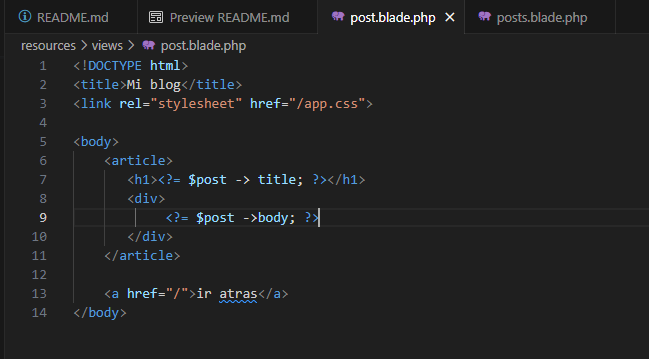 README.md Preview README.md post.blade.php posts.blade.php
resources > views > post.blade.php
1 <!DOCTYPE html>
2 <title>Mi blog</title>
3 <link rel="stylesheet" href="/app.css">
4
5 <body>
6 <article>
7 <h1><?= $post -> title; ?></h1>
8 <div>
9 <?= $post ->body; ?>
10 </div>
11 </article>
12
13 <a href="/">ir atras</a>
14 </body>